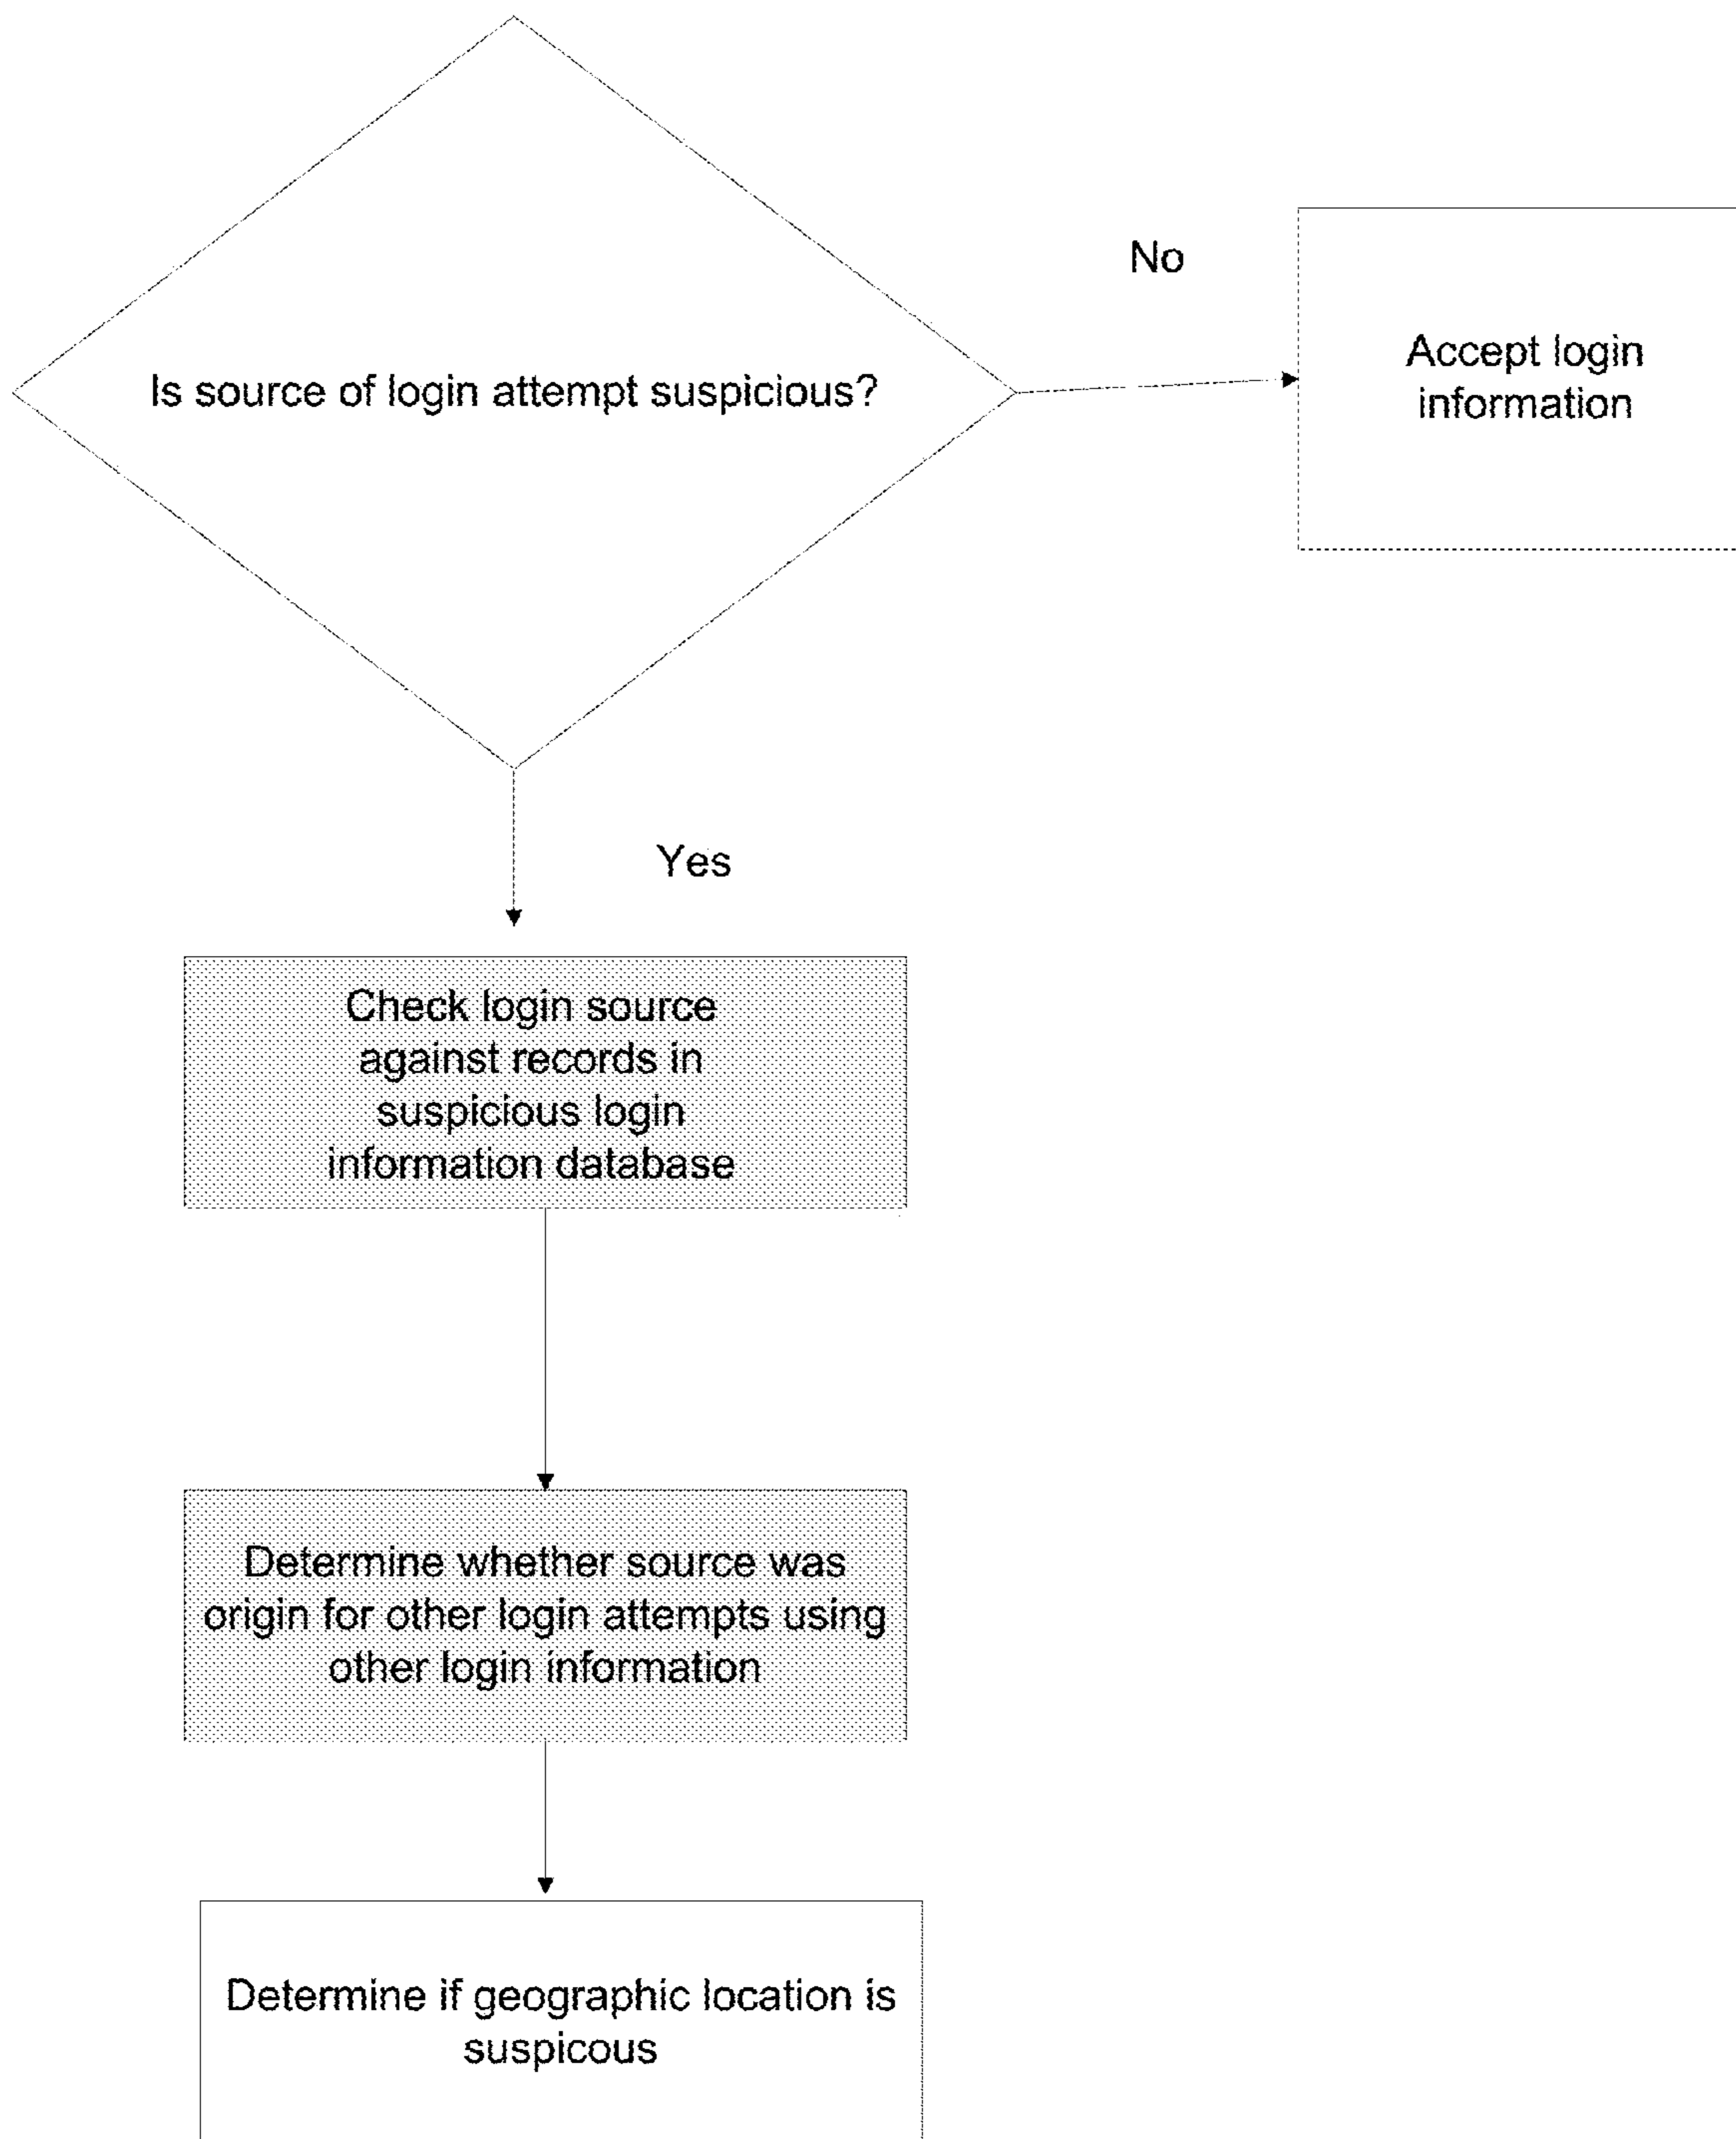 Is source of login attempt suspicious?
No
Accept login
information
Yes
Check login source
against records in
suspicious login
information database
Determine whether source was
origin for other login attempts using
other login information
Determine if geographic location is
suspicous